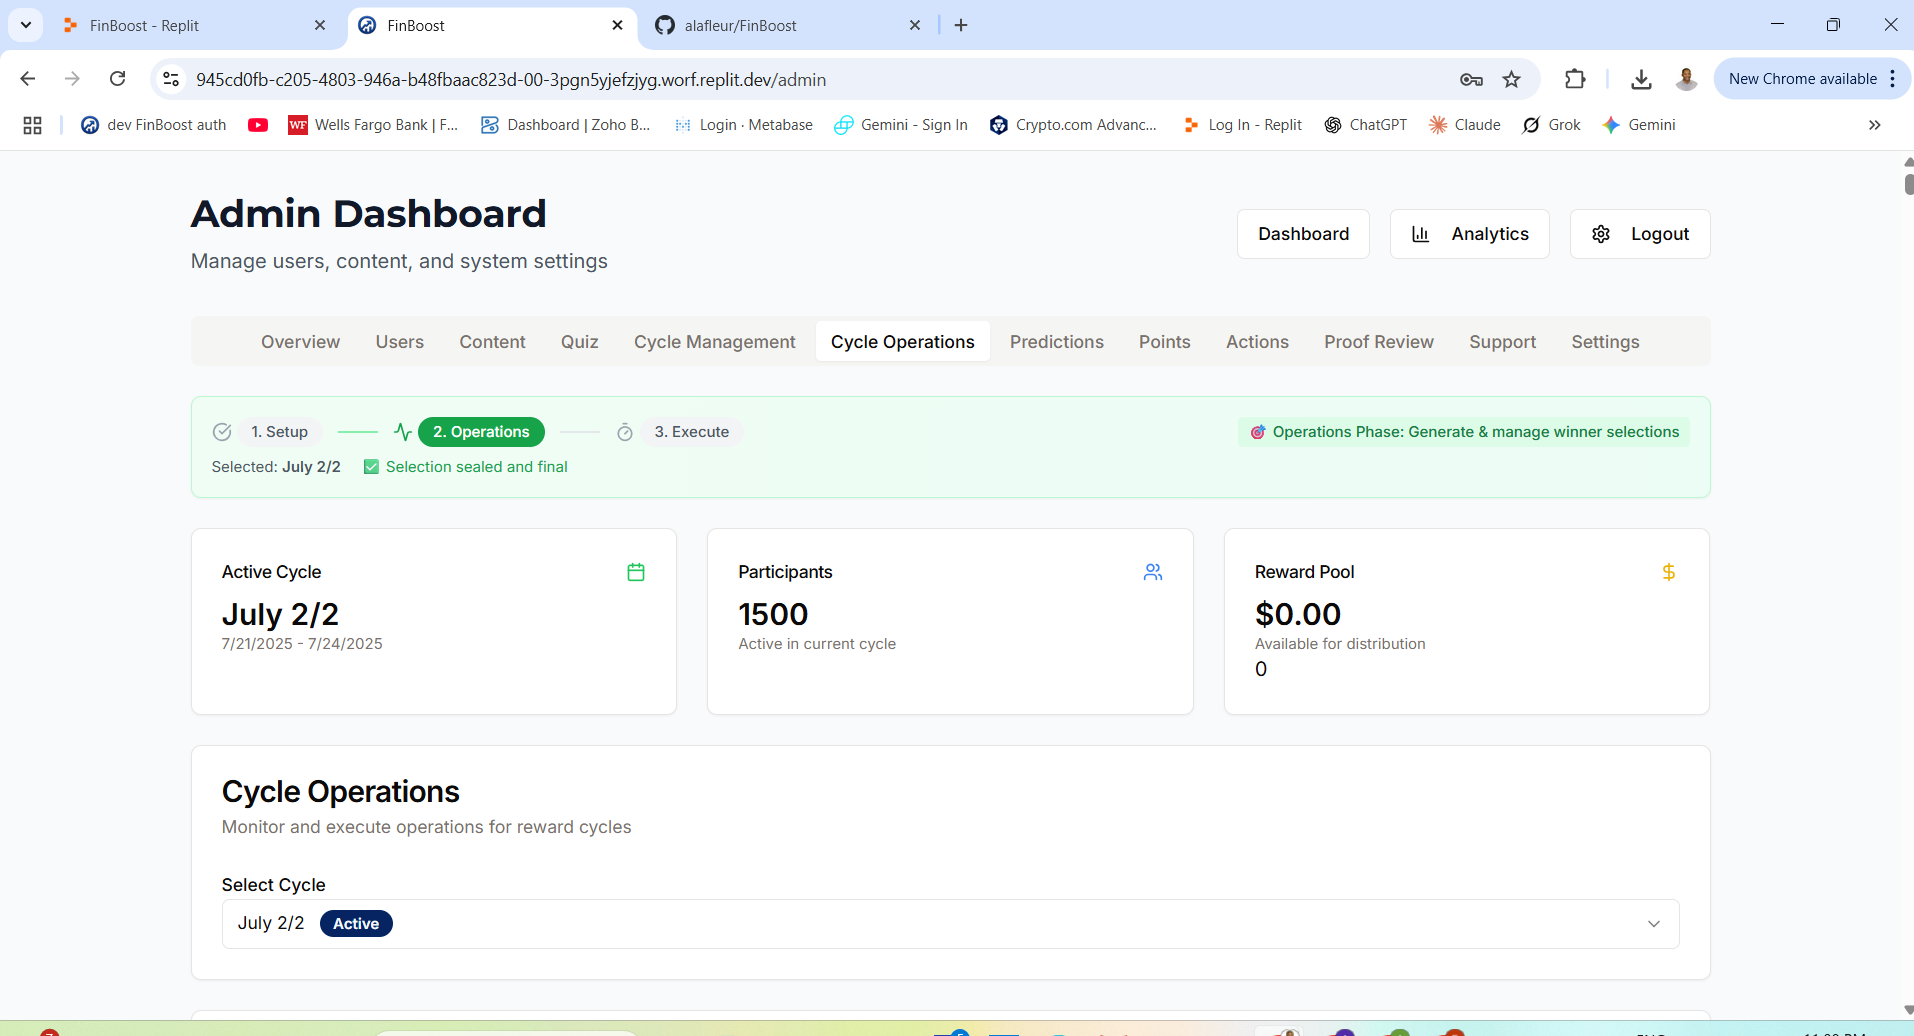 FinBoost - Replit
FinBoost
alafleur/FinBoost
945cd0fb-c205-4803-946a-b48fbaac823d-00-3pgn5yjefzjyg.worf.replit.dev/admin
New Chrome available
dev FinBoost auth
WF Wells Fargo Bank | F...
Dashboard | Zoho B...
Login · Metabase
Gemini - Sign In
Crypto.com Advanc...
Log In - Replit
ChatGPT
Claude
Grok
Gemini
Admin Dashboard
Manage users, content, and system settings
Dashboard
Analytics
Logout
Overview
Users
Content
Quiz
Cycle Management
Cycle Operations
Predictions
Points
Actions
Proof Review
Support
Settings
1. Setup
2. Operations
3. Execute
Operations Phase: Generate & manage winner selections
Selected: July 2/2
Selection sealed and final
Active Cycle
July 2/2
7/21/2025 - 7/24/2025
Participants
1500
Active in current cycle
Reward Pool
$0.00
Available for distribution
0
Cycle Operations
Monitor and execute operations for reward cycles
Select Cycle
July 2/2 Active